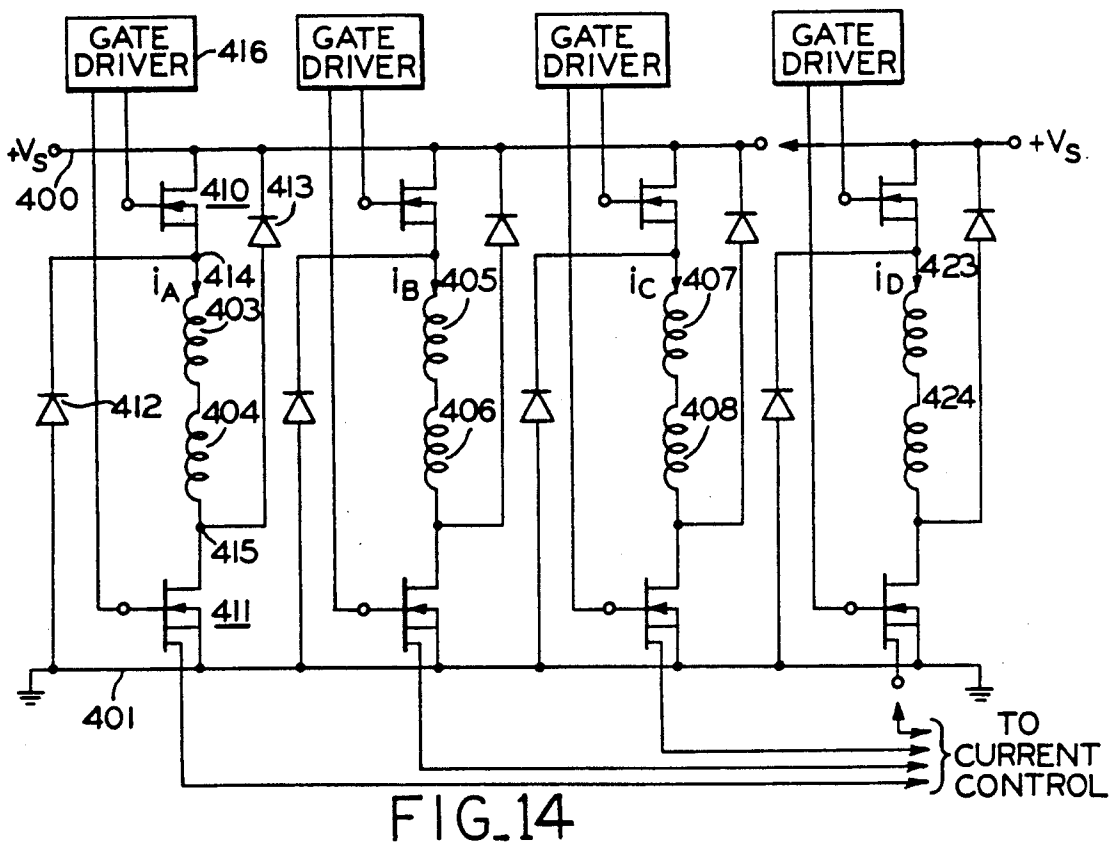 GATE
DRIVER
416
GATE
DRIVER
GATE
DRIVER
GATE
DRIVER
+VS
400
410
413
+VS
414
iA
403
iB
405
iC
407
iD
423
412
404
406
408
424
415
411
401
TO
CURRENT
CONTROL
FIG_14